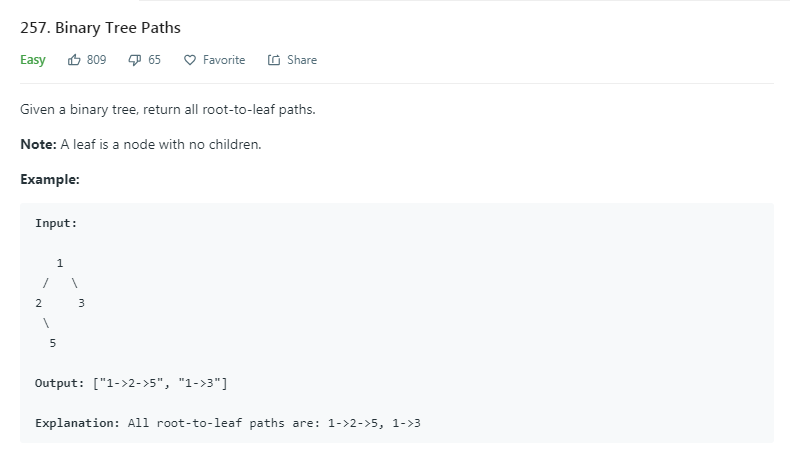 257. Binary Tree Paths
Easy 809 65 Favorite Share
Given a binary tree, return all root-to-leaf paths.
Note: A leaf is a node with no children.
Example:
Input:
1
/ \
2 3
\
5
Output: ["1->2->5", "1->3"]
Explanation: All root-to-leaf paths are: 1->2->5, 1->3